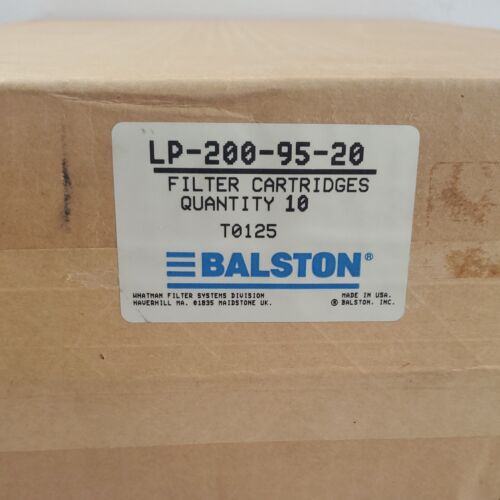 LP-200-95-20
FILTER CARTRIDGES
QUANTITY 10
T0125
BALSTON®
WHATMAN FILTER SYSTEMS DIVISION
HAVERHILL MA. 01835 MAIDSTONE UK.
MADE IN USA.
© BALSTON, INC.